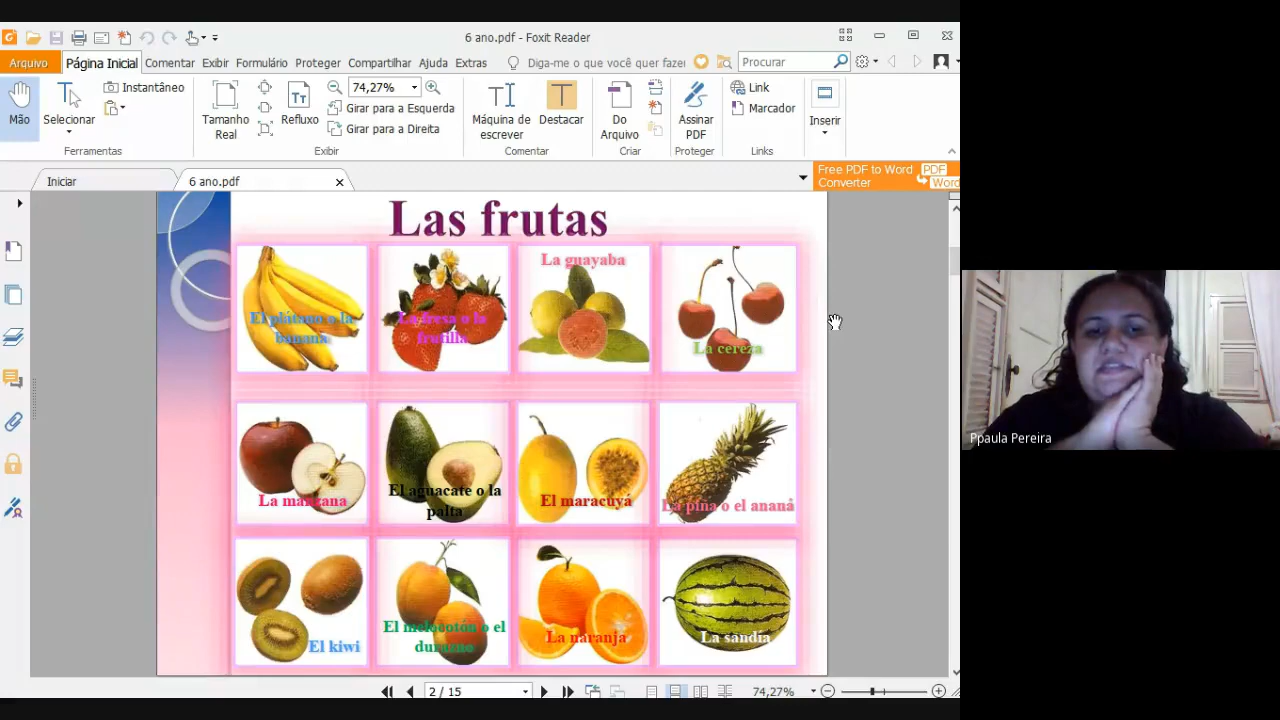 6 ano.pdf - Foxit Reader
Arquivo Página Inicial Comentar Exibir Formulário Proteger Compartilhar Ajuda Extras Diga-me o que você quer fazer Procurar
Mão
Selecionar
Instantâneo
Ferramentas
Tamanho
Real
Refluxo
74,27%
Girar para a Esquerda
Girar para a Direita
Exibir
Máquina de
escrever
Destacar
Comentar
Do
Arquivo
Criar
Assinar
PDF
Proteger
Link
Marcador
Links
Inserir
Iniciar
6 ano.pdf
Free PDF to Word
Converter
PDF
Word
Las frutas
El plátano o la
banana
La fresa o la
frutilla
La guayaba
La cereza
La manzana
El aguacate o la
palta
El maracuyá
La piña o el ananá
El kiwi
El melocotón o el
durazno
La naranja
La sandía
2 / 15
74,27%
Ppaula Pereira